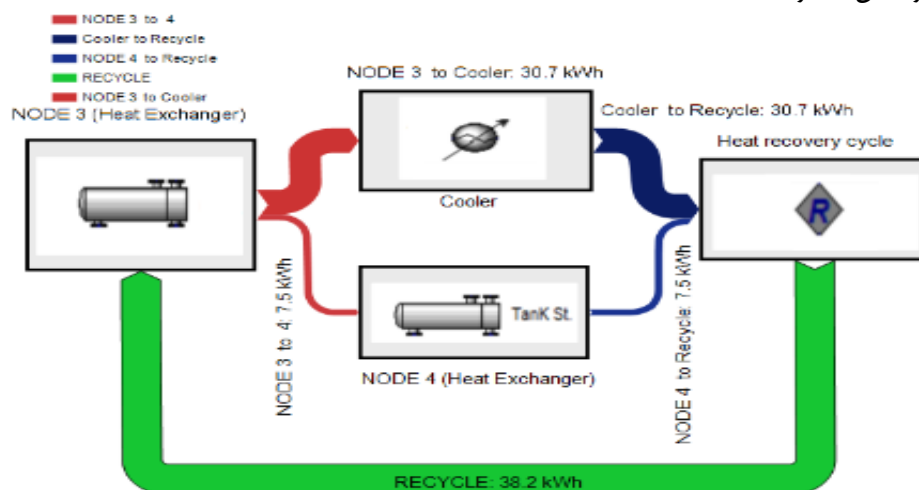 NODE 3 to 4
Cooler to Recycle
NODE 4 to Recycle
RECYCLE
NODE 3 to Cooler
NODE 3 (Heat Exchanger)
NODE 3 to Cooler: 30.7 kWh
Cooler to Recycle: 30.7 kWh
Heat recovery cycle
Cooler
R
NODE 3 to 4: 7.5 kWh
TanK St.
NODE 4 (Heat Exchanger)
NODE 4 to Recycle: 7.5 kWh
RECYCLE: 38.2 kWh